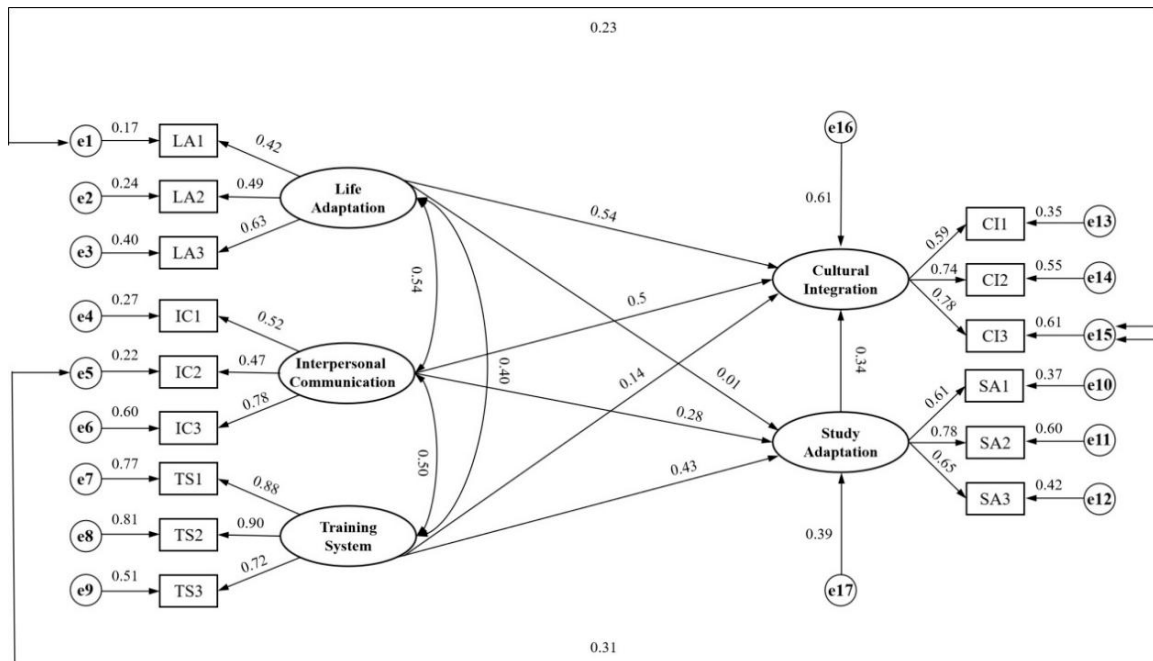 0.23
e1
0.17
LA1
0.42
e2
0.24
LA2
0.49
e3
0.40
LA3
0.63
Life
Adaptation
e4
0.27
IC1
0.52
e5
0.22
IC2
0.47
e6
0.60
IC3
0.78
Interpersonal
Communication
e7
0.77
TS1
0.88
e8
0.81
TS2
0.90
e9
0.51
TS3
0.72
Training
System
0.54
0.40
0.50
0.54
0.5
0.14
0.01
0.28
0.43
e16
0.61
Cultural
Integration
0.34
Study
Adaptation
0.39
e17
0.59
CI1
0.35
e13
0.74
CI2
0.55
e14
0.78
CI3
0.61
e15
0.61
SA1
0.37
e10
0.78
SA2
0.60
e11
0.65
SA3
0.42
e12
0.31